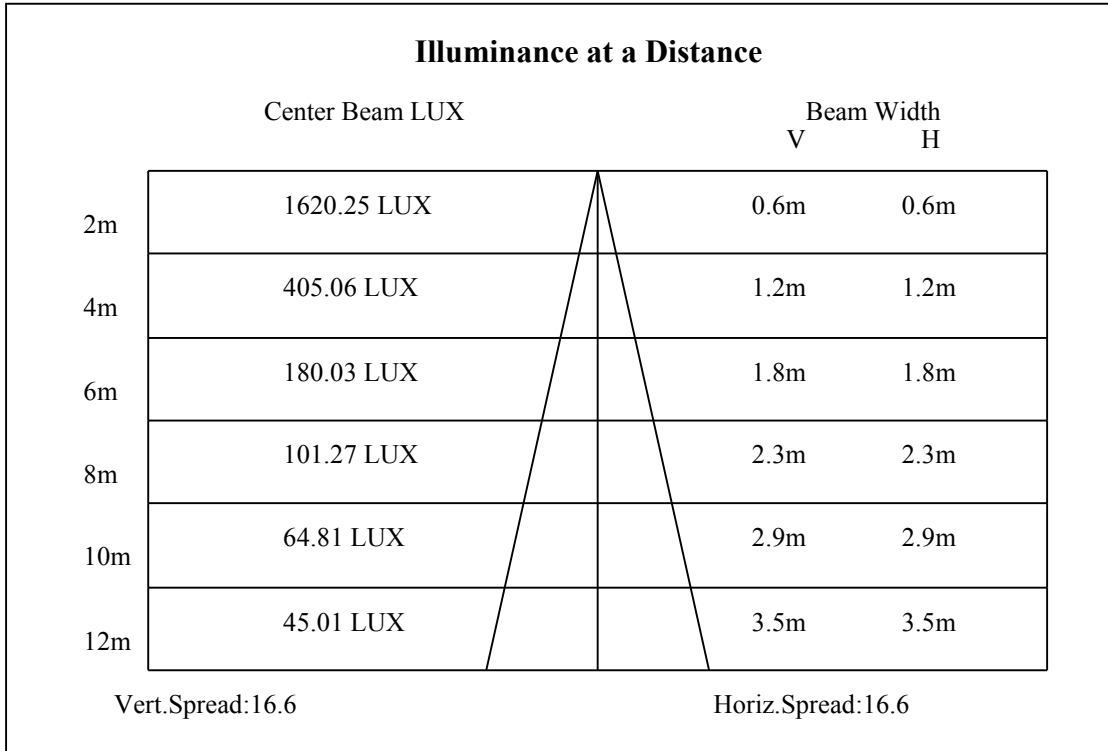 Illuminance at a Distance
Center Beam LUX Beam Width
V H
2m 1620.25 LUX 0.6m 0.6m
4m 405.06 LUX 1.2m 1.2m
6m 180.03 LUX 1.8m 1.8m
8m 101.27 LUX 2.3m 2.3m
10m 64.81 LUX 2.9m 2.9m
12m 45.01 LUX 3.5m 3.5m
Vert.Spread:16.6 Horiz.Spread:16.6